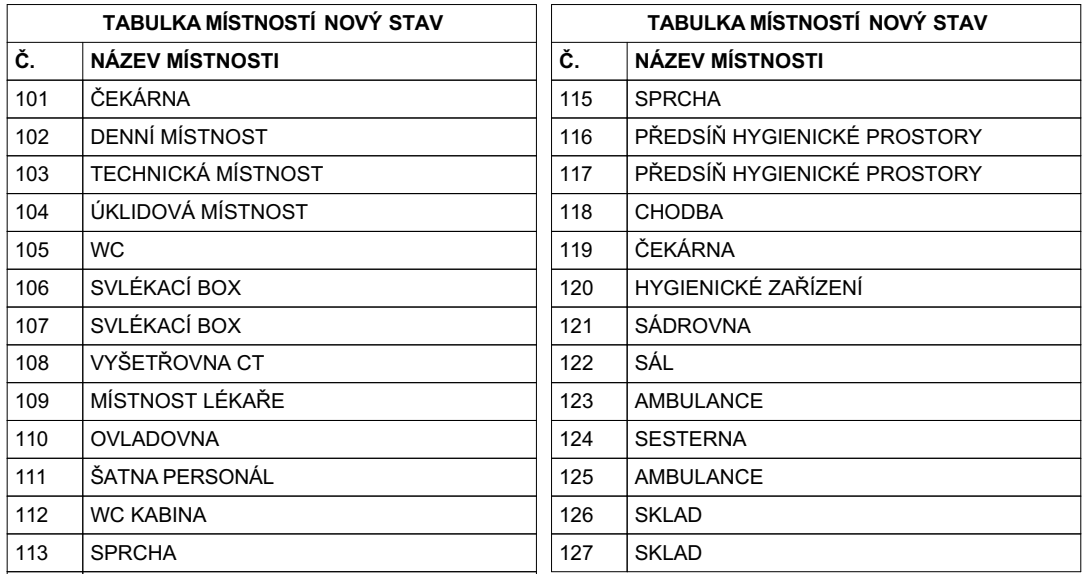 TABULKA MÍSTNOSTÍ NOVÝ STAV
Č. NÁZEV MÍSTNOSTI
101 ČEKÁRNA
102 DENNÍ MÍSTNOST
103 TECHNICKÁ MÍSTNOST
104 ÚKLIDOVÁ MÍSTNOST
105 WC
106 SVLÉKACÍ BOX
107 SVLÉKACÍ BOX
108 VYŠETŘOVNA CT
109 MÍSTNOST LÉKAŘE
110 OVLADOVNA
111 ŠATNA PERSONÁL
112 WC KABINA
113 SPRCHA
TABULKA MÍSTNOSTÍ NOVÝ STAV
Č. NÁZEV MÍSTNOSTI
115 SPRCHA
116 PŘEDSÍŇ HYGIENICKÉ PROSTORY
117 PŘEDSÍŇ HYGIENICKÉ PROSTORY
118 CHODBA
119 ČEKÁRNA
120 HYGIENICKÉ ZAŘÍZENÍ
121 SÁDROVNA
122 SÁL
123 AMBULANCE
124 SESTERNA
125 AMBULANCE
126 SKLAD
127 SKLAD